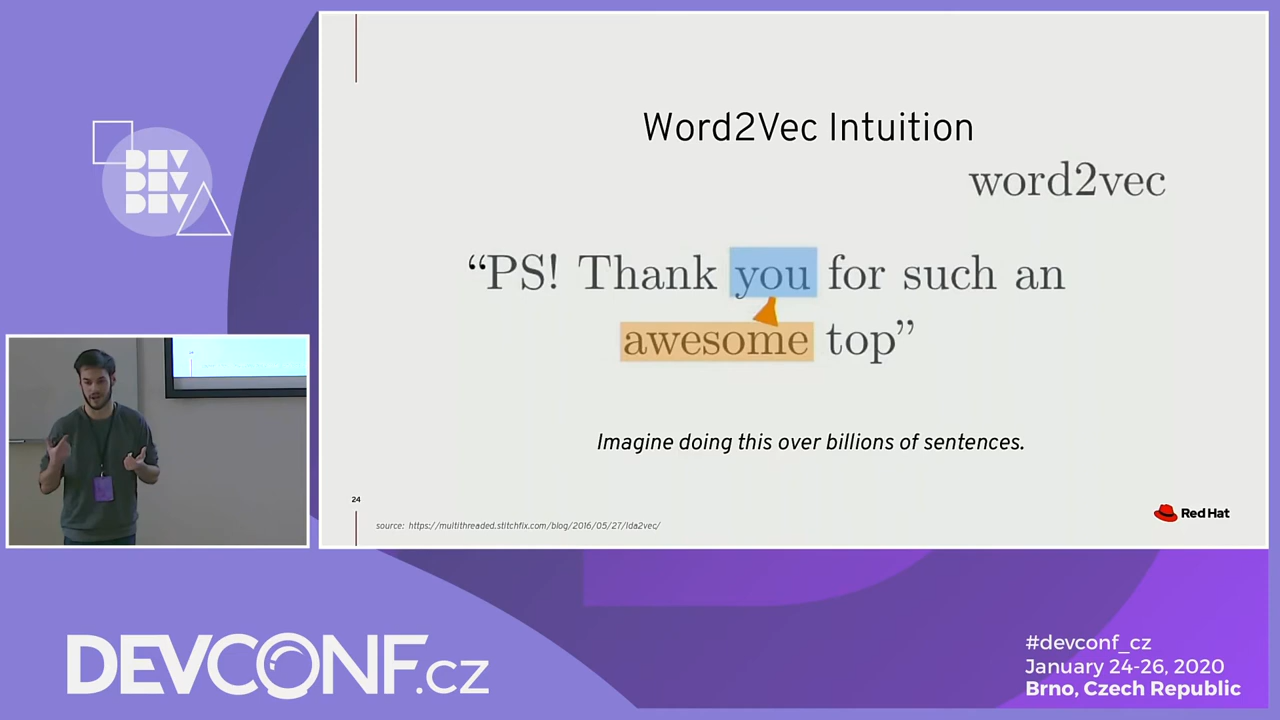 DEV
DEV
DEV
Word2Vec Intuition
word2vec
“PS! Thank you for such an
awesome top”
Imagine doing this over billions of sentences.
24
source: https://multithreaded.stitchfix.com/blog/2016/05/27/lda2vec/
Red Hat
DEVCONF.cz
#devconf_cz
January 24-26, 2020
Brno, Czech Republic